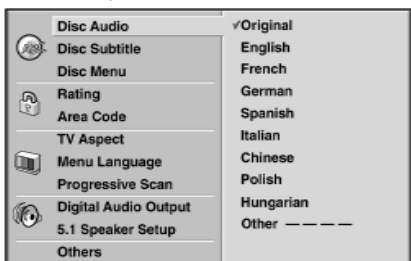 Disc Audio
Disc Subtitle
Disc Menu
Rating
Area Code
TV Aspect
Menu Language
Progressive Scan
Digital Audio Output
5.1 Speaker Setup
Others
✓Original
English
French
German
Spanish
Italian
Chinese
Polish
Hungarian
Other — — — —